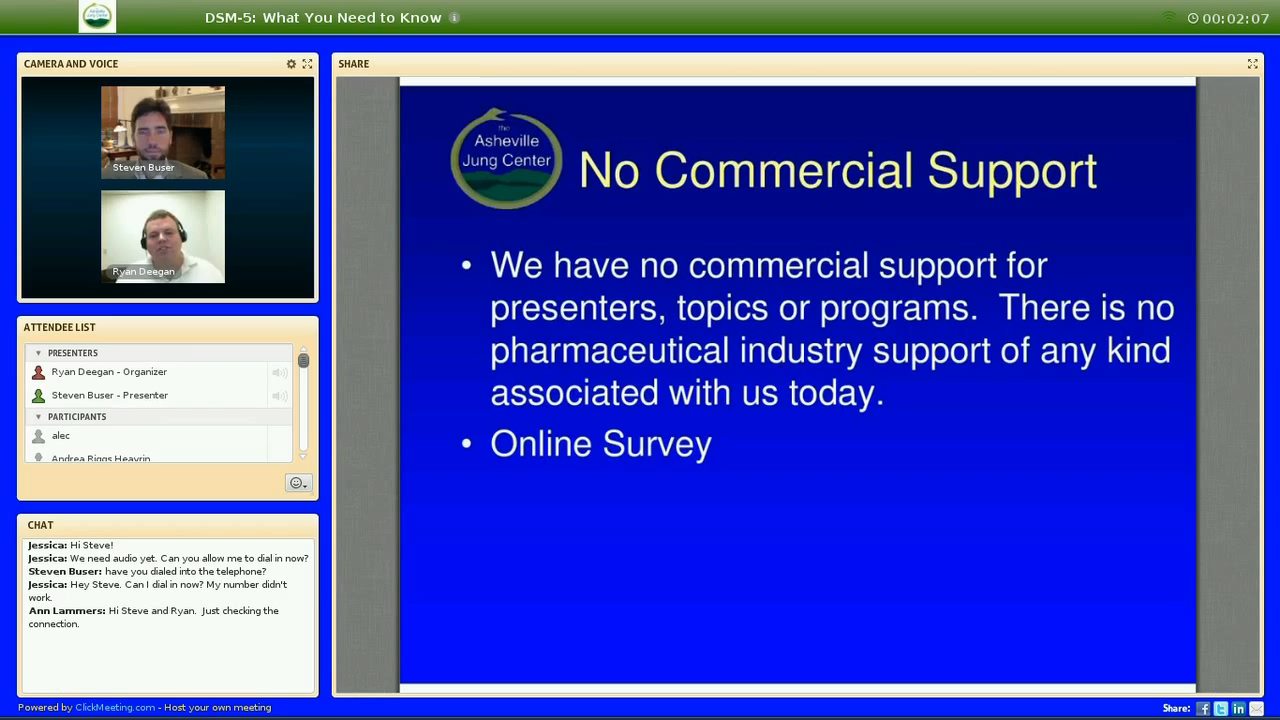 DSM-5: What You Need to Know
00:02:07
CAMERA AND VOICE
Steven Buser
Ryan Deegan
ATTENDEE LIST
PRESENTERS
Ryan Deegan - Organizer
Steven Buser - Presenter
PARTICIPANTS
alec
Andrea Riggs Heavrin
CHAT
Jessica: Hi Steve!
Jessica: We need audio yet. Can you allow me to dial in now?
Steven Buser: have you dialed into the telephone?
Jessica: Hey Steve. Can I dial in now? My number didn't
work.
Ann Lammers: Hi Steve and Ryan.  Just checking the
connection.
SHARE
the
Asheville
Jung Center
No Commercial Support
• We have no commercial support for
presenters, topics or programs.  There is no
pharmaceutical industry support of any kind
associated with us today.
• Online Survey
Powered by ClickMeeting.com - Host your own meeting
Share: